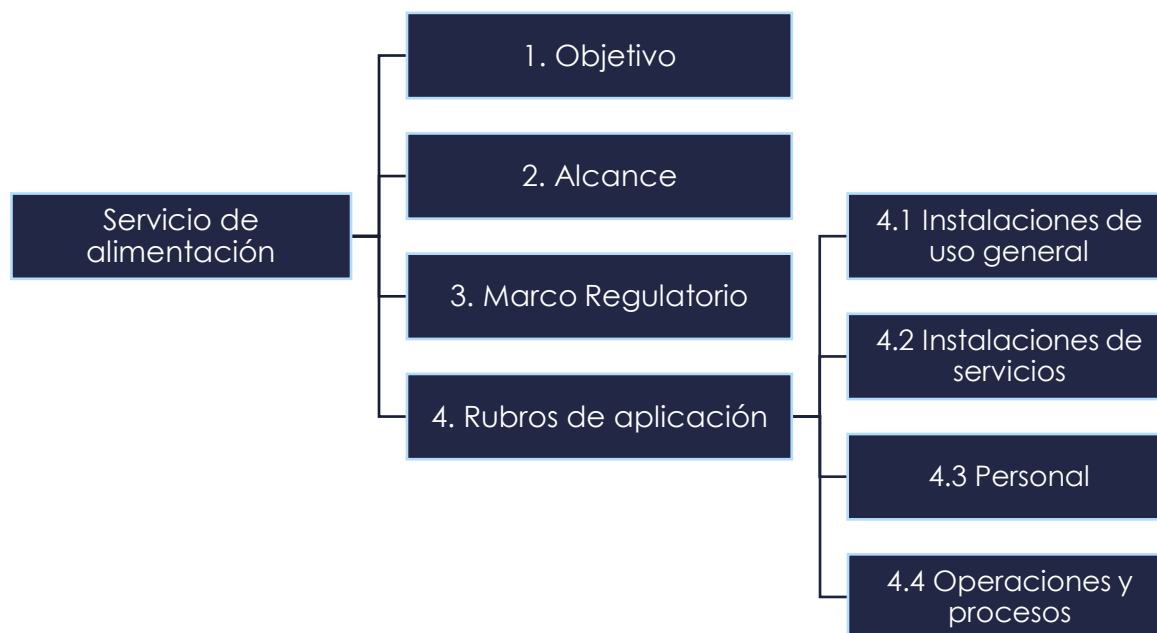 1. Objetivo
2. Alcance
Servicio de
alimentación
3. Marco Regulatorio
4. Rubros de aplicación
4.1 Instalaciones de
uso general
4.2 Instalaciones de
servicios
4.3 Personal
4.4 Operaciones y
procesos